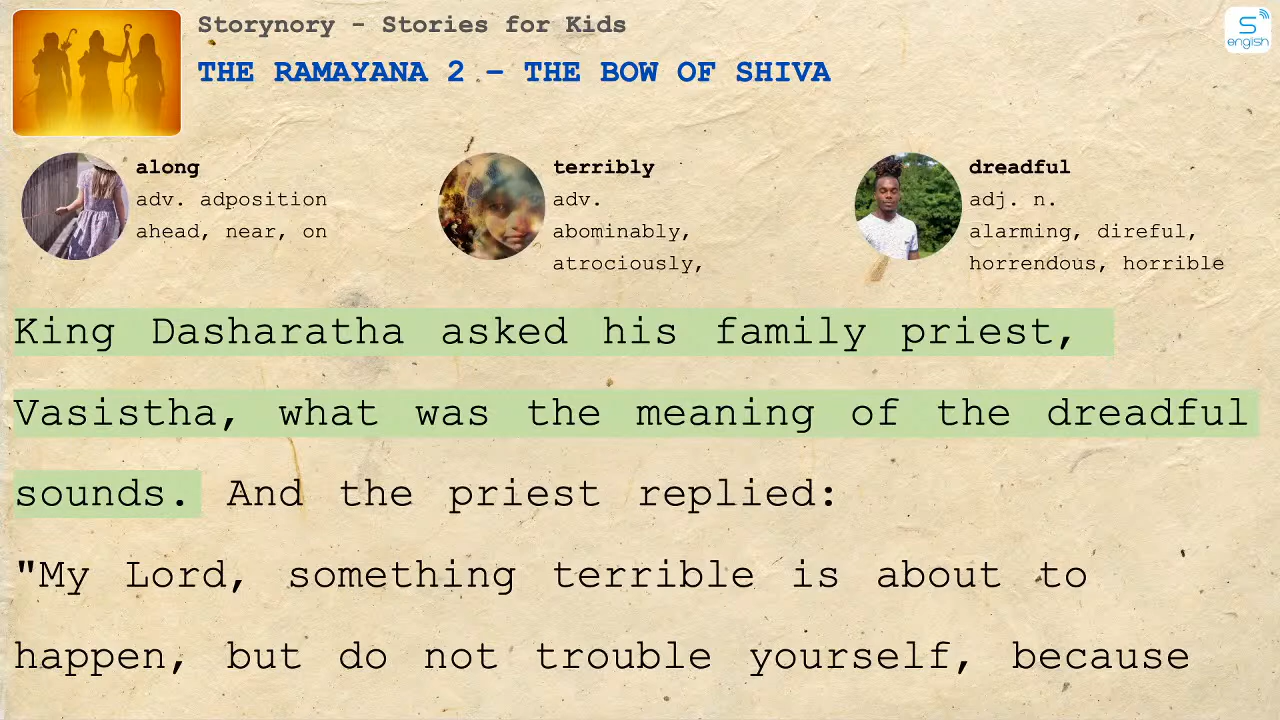 Storynory - Stories for Kids
THE RAMAYANA 2 – THE BOW OF SHIVA
S
english
along
adv. adposition
ahead, near, on
terribly
adv.
abominably,
atrociously,
dreadful
adj. n.
alarming, direful,
horrendous, horrible
King Dasharatha asked his family priest,
Vasistha, what was the meaning of the dreadful
sounds. And the priest replied:
"My Lord, something terrible is about to
happen, but do not trouble yourself, because